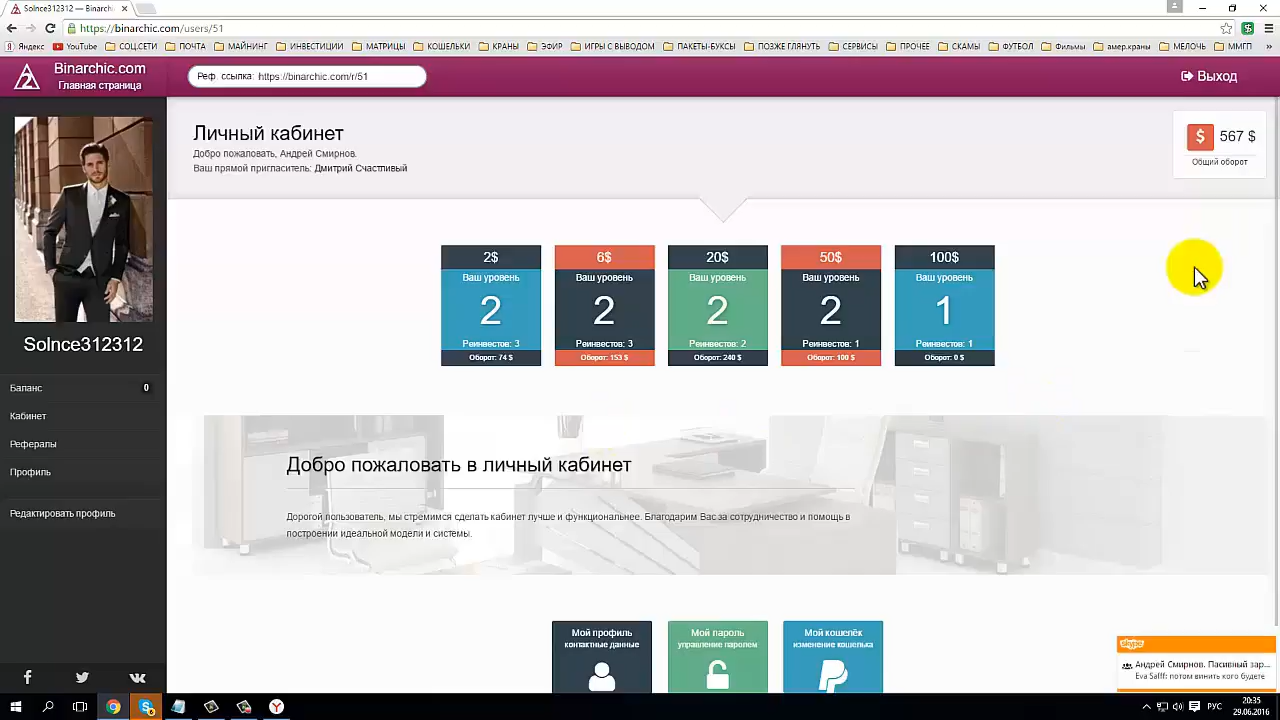 Solnce312312 — Binarchic
https://binarchic.com/users/51
Яндекс YouTube СОЦ.СЕТИ ПОЧТА МАЙНИНГ ИНВЕСТИЦИИ МАТРИЦЫ КОШЕЛЬКИ КРАНЫ ЭФИР ИГРЫ С ВЫВОДОМ ПАКЕТЫ-БУКСЫ ПОЗЖЕ ГЛЯНУТЬ СЕРВИСЫ ПРОЧЕЕ СКАМЫ ФУТБОЛ Фильмы амер.краны МЕЛОЧЬ ММГП
Binarchic.com
Главная страница
Реф. ссылка: https://binarchic.com/r/51
Выход
Личный кабинет
Добро пожаловать, Андрей Смирнов.
Ваш прямой пригласитель: Дмитрий Счастливый
$ 567 $
Общий оборот
2$ 6$ 20$ 50$ 100$
Ваш уровень Ваш уровень Ваш уровень Ваш уровень Ваш уровень
2 2 2 2 1
Реинвестов: 3 Реинвестов: 3 Реинвестов: 2 Реинвестов: 1 Реинвестов: 1
Оборот: 74 $ Оборот: 153 $ Оборот: 240 $ Оборот: 100 $ Оборот: 0 $
Solnce312312
Баланс 0
Кабинет
Рефералы
Профиль
Редактировать профиль
Добро пожаловать в личный кабинет
Дорогой пользователь, мы стремимся сделать кабинет лучше и функциональнее. Благодарим Вас за сотрудничество и помощь в
построении идеальной модели и системы.
Мой профиль Мой пароль Мой кошелёк
контактные данные управление паролем изменение кошелька
skype
Андрей Смирнов. Пасивный зар...
Eva Safff: потом винить кого будете
РУС
20:35
29.06.2016